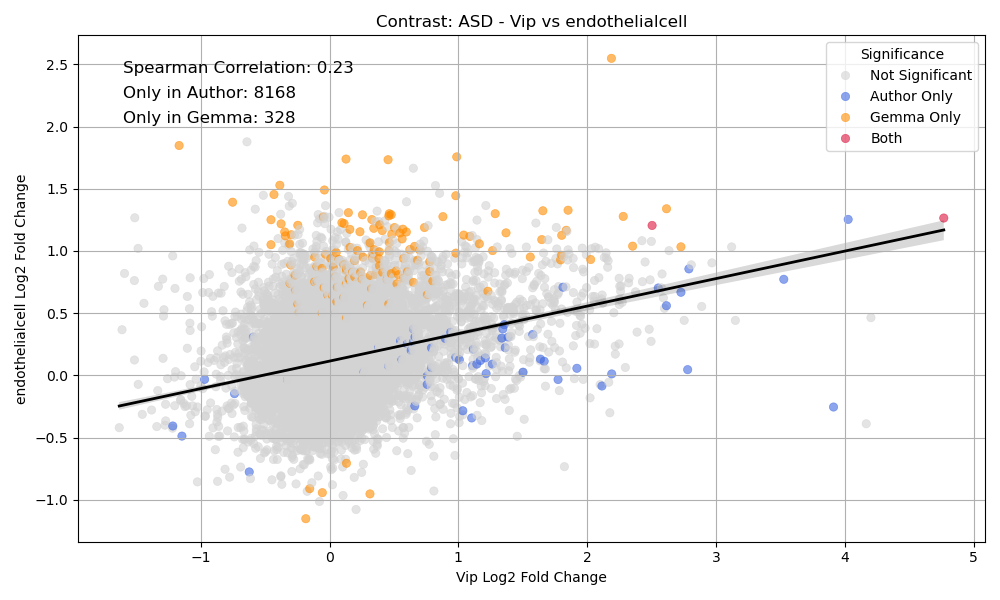 Contrast: ASD - Vip vs endothelialcell
Spearman Correlation: 0.23
Only in Author: 8168
Only in Gemma: 328
Significance
Not Significant
Author Only
Gemma Only
Both
endothelialcell Log2 Fold Change
2.5
2.0
1.5
1.0
0.5
0.0
−0.5
−1.0
−1 0 1 2 3 4 5
Vip Log2 Fold Change